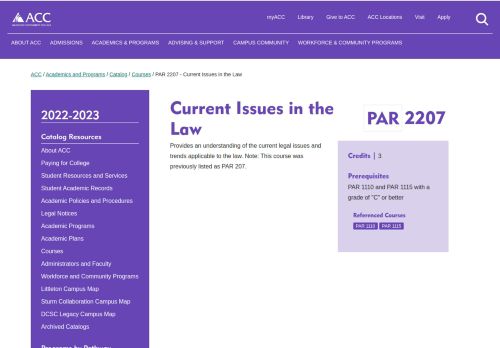 myACC Library Give to ACC ACC Locations Visit Apply
ACC
ABOUT ACC ADMISSIONS ACADEMICS & PROGRAMS ADVISING & SUPPORT CAMPUS COMMUNITY WORKFORCE & COMMUNITY PROGRAMS
ACC / Academics and Programs / Catalog / Courses / PAR 2207 - Current Issues in the Law
2022-2023
Catalog Resources
About ACC
Paying for College
Student Resources and Services
Student Academic Records
Academic Policies and Procedures
Legal Notices
Academic Programs
Academic Plans
Courses
Administrators and Faculty
Workforce and Community Programs
Littleton Campus Map
Sturm Collaboration Campus Map
DCSC Legacy Campus Map
Archived Catalogs
Programs by Pathway
Current Issues in the
Law
Provides an understanding of the current legal issues and
trends applicable to the law. Note: This course was
previously listed as PAR 207.
PAR 2207
Credits | 3
Prerequisites
PAR 1110 and PAR 1115 with a
grade of "C" or better
Referenced Courses
PAR 1110 PAR 1115